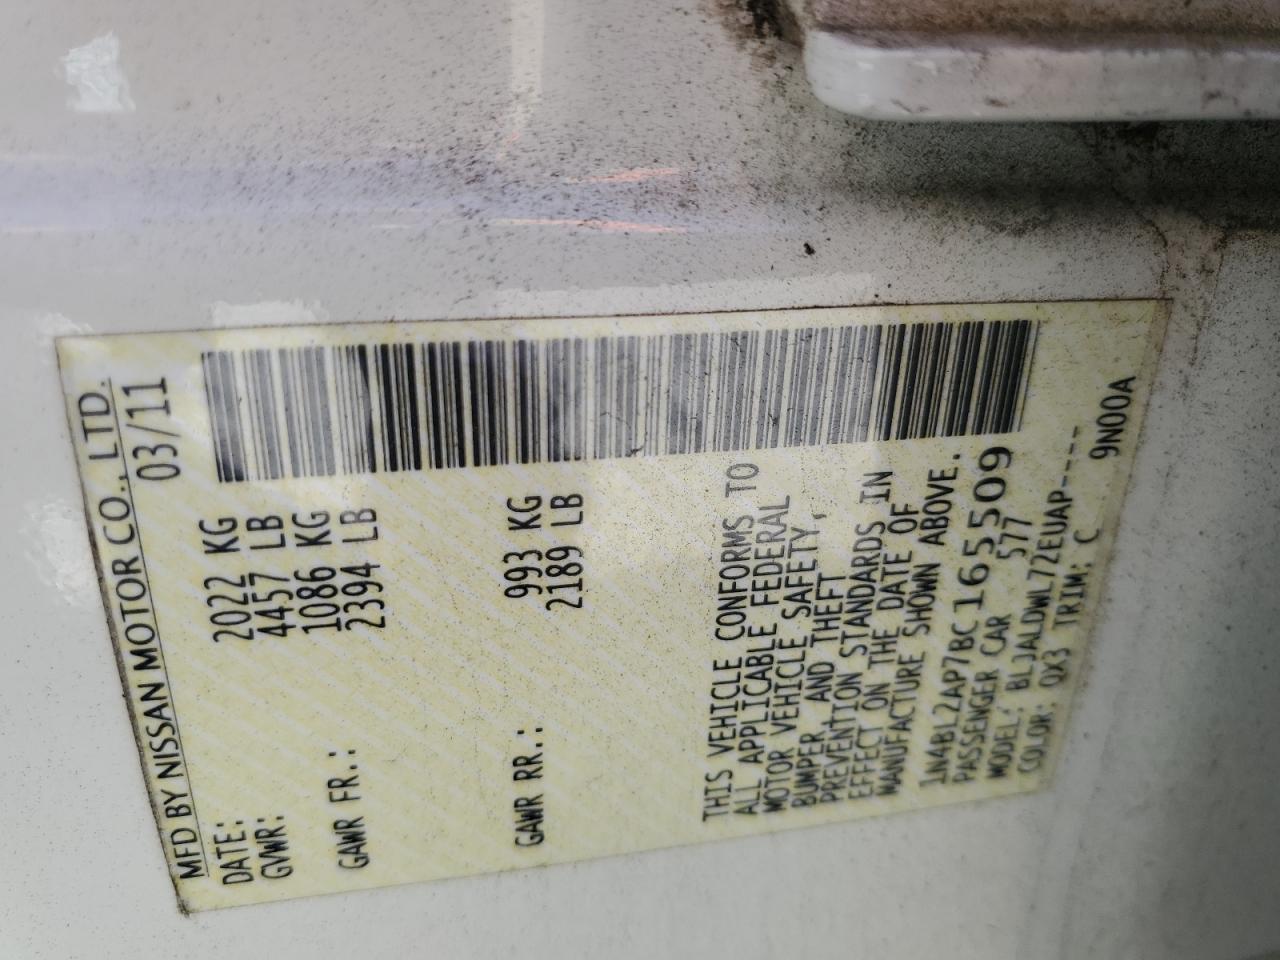 MFD BY NISSAN MOTOR CO., LTD.
DATE: 03/11
GVWR: 2022 KG
4457 LB
GAWR FR.: 1086 KG
2394 LB
GAWR RR.: 993 KG
2189 LB
THIS VEHICLE CONFORMS TO
ALL APPLICABLE FEDERAL
MOTOR VEHICLE SAFETY,
BUMPER AND THEFT
PREVENTION STANDARDS IN
EFFECT ON THE DATE OF
MANUFACTURE SHOWN ABOVE.
1N4BL2AP7BC165509
PASSENGER CAR 577
MODEL: BLJALDWL72EUAP----
COLOR: QX3 TRIM: C 9N00A